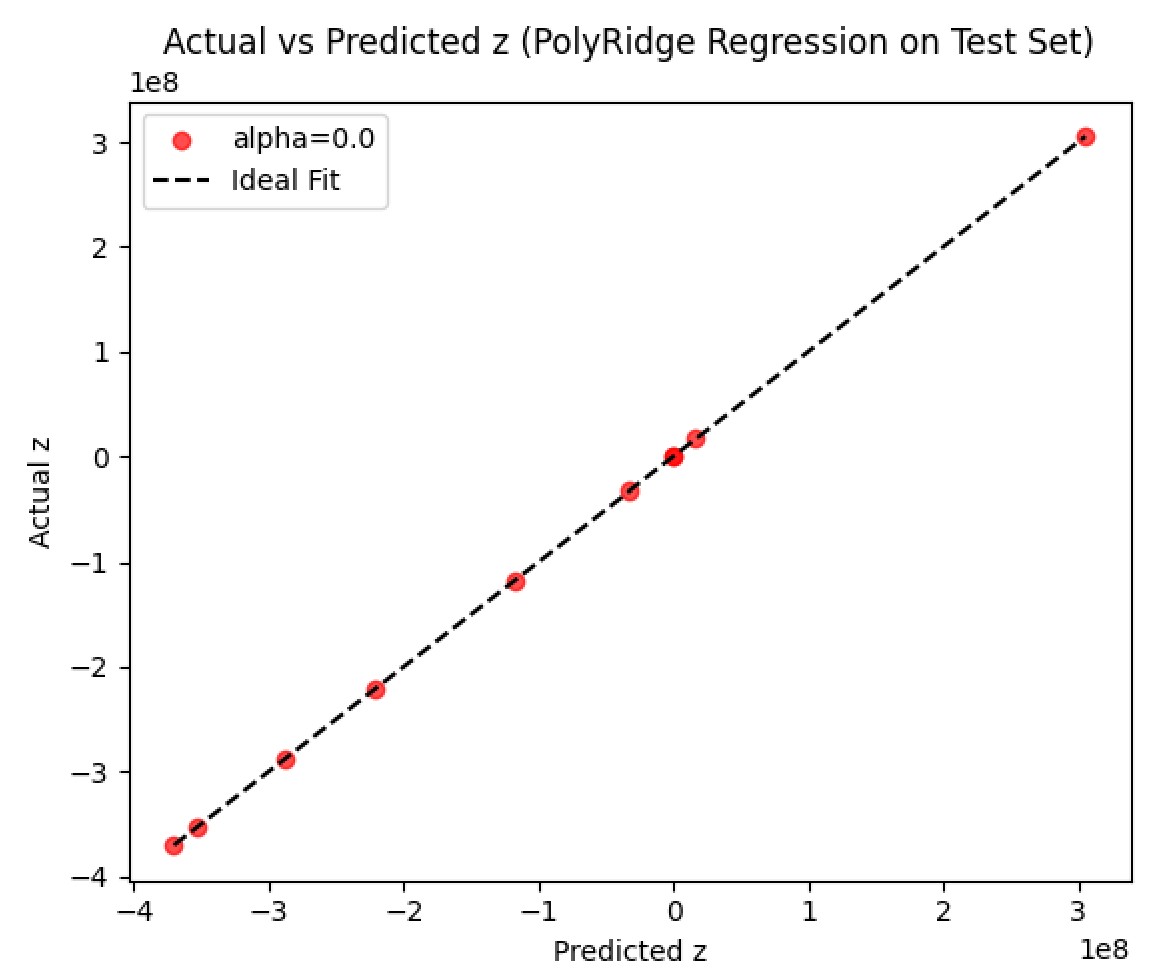 Actual vs Predicted z (PolyRidge Regression on Test Set)
1e8
alpha=0.0
Ideal Fit
3
2
1
0
−1
−2
−3
−4
Actual z
−4 −3 −2 −1 0 1 2 3
Predicted z
1e8